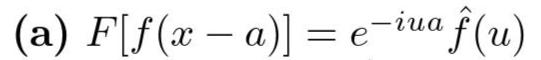 (a) F[f(x − a)] = e^{−iua} f̂(u)